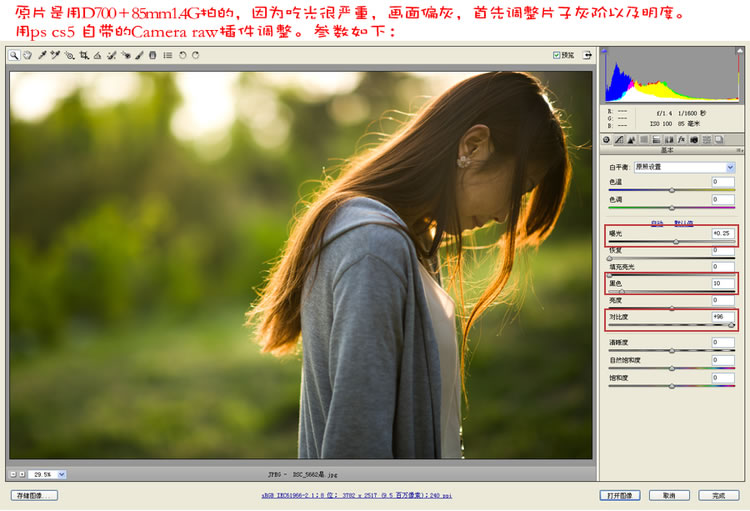 原片是用D700+85mm1.4G拍的，因为吃光很严重，画面偏灰，首先调整片子灰阶以及明度。
用ps cs5 自带的Camera raw插件调整。参数如下：
预览
R: ---
G: ---
B: ---
f/1.4 1/1600 秒
ISO 100 85 毫米
基本
白平衡: 原照设置
色温 0
色调 0
自动 默认值
曝光 +0.25
恢复 0
填充亮光 0
黑色 10
亮度 0
对比度 +96
清晰度 0
自然饱和度 0
饱和度 0
29.5%
JPEG - DSC_5662昷.jpg
存储图像...
sRGB IEC61966-2.1; 8 位; 3782 x 2517 (9.5 百万像素); 240 ppi
打开图像
取消
完成